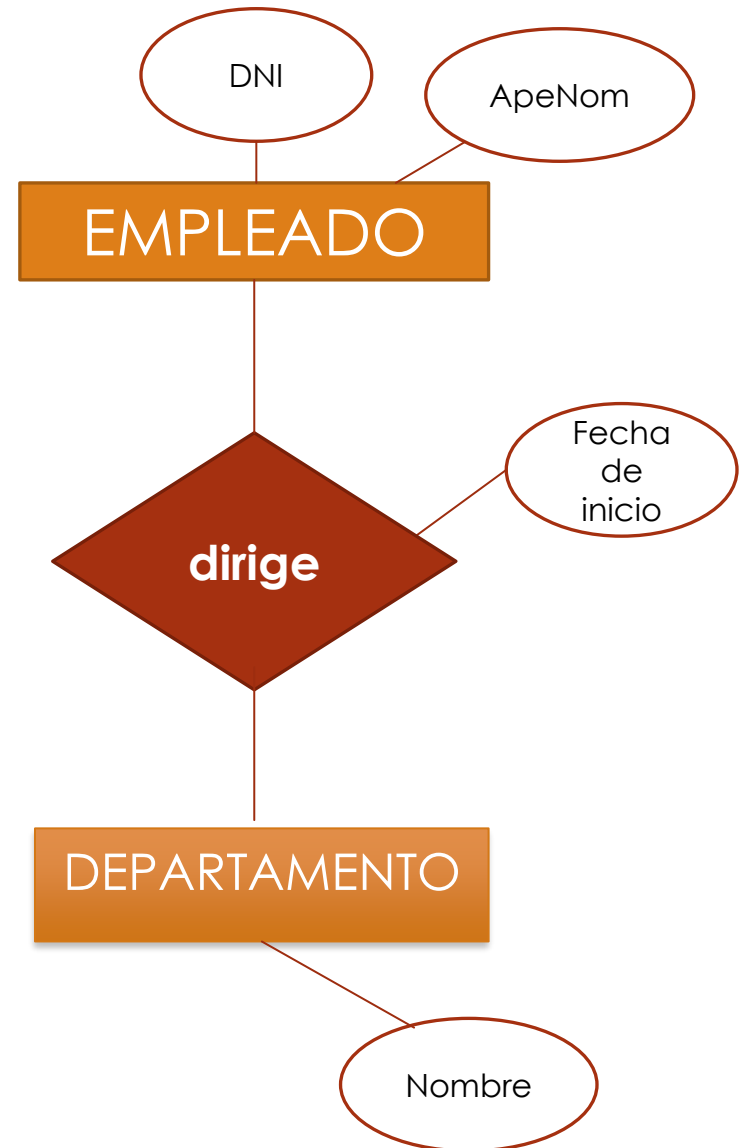 DNI
ApeNom
EMPLEADO
Fecha
de
inicio
dirige
DEPARTAMENTO
Nombre